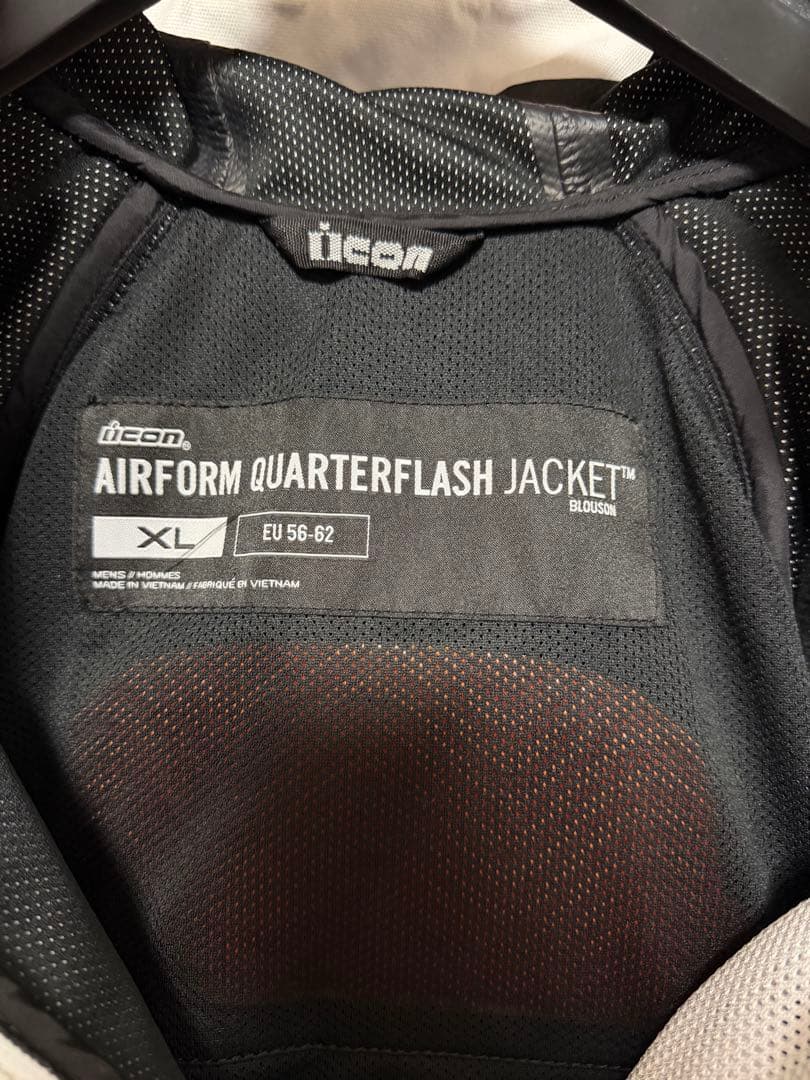 icon
icon®
AIRFORM QUARTERFLASH JACKET™
BLOUSON
XL EU 56-62
MENS // HOMMES
MADE IN VIETNAM // FABRIQUÉ EN VIETNAM